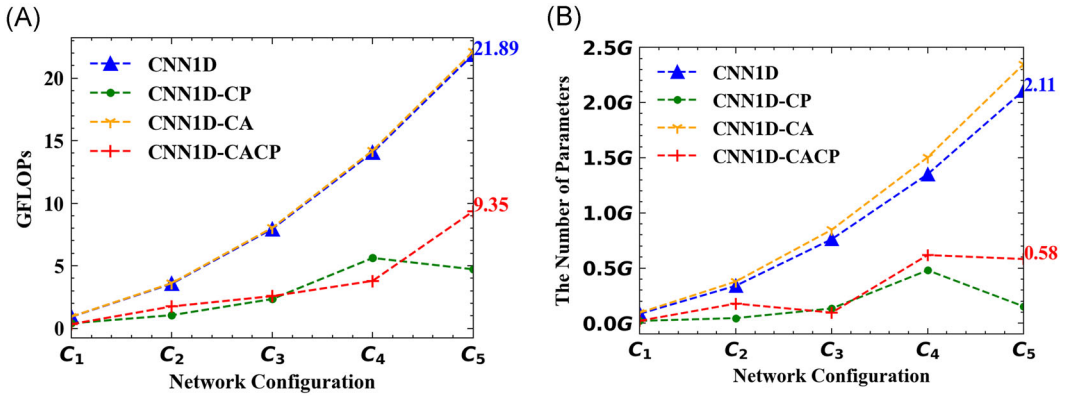 (A)
21.89
20
15
10
5
0
GFLOPs
CNN1D
CNN1D-CP
CNN1D-CA
CNN1D-CACP
9.35
C1 C2 C3 C4 C5
Network Configuration
(B)
2.5G
2.0G
1.5G
1.0G
0.5G
0.0G
The Number of Parameters
CNN1D
CNN1D-CP
CNN1D-CA
CNN1D-CACP
2.11
0.58
C1 C2 C3 C4 C5
Network Configuration